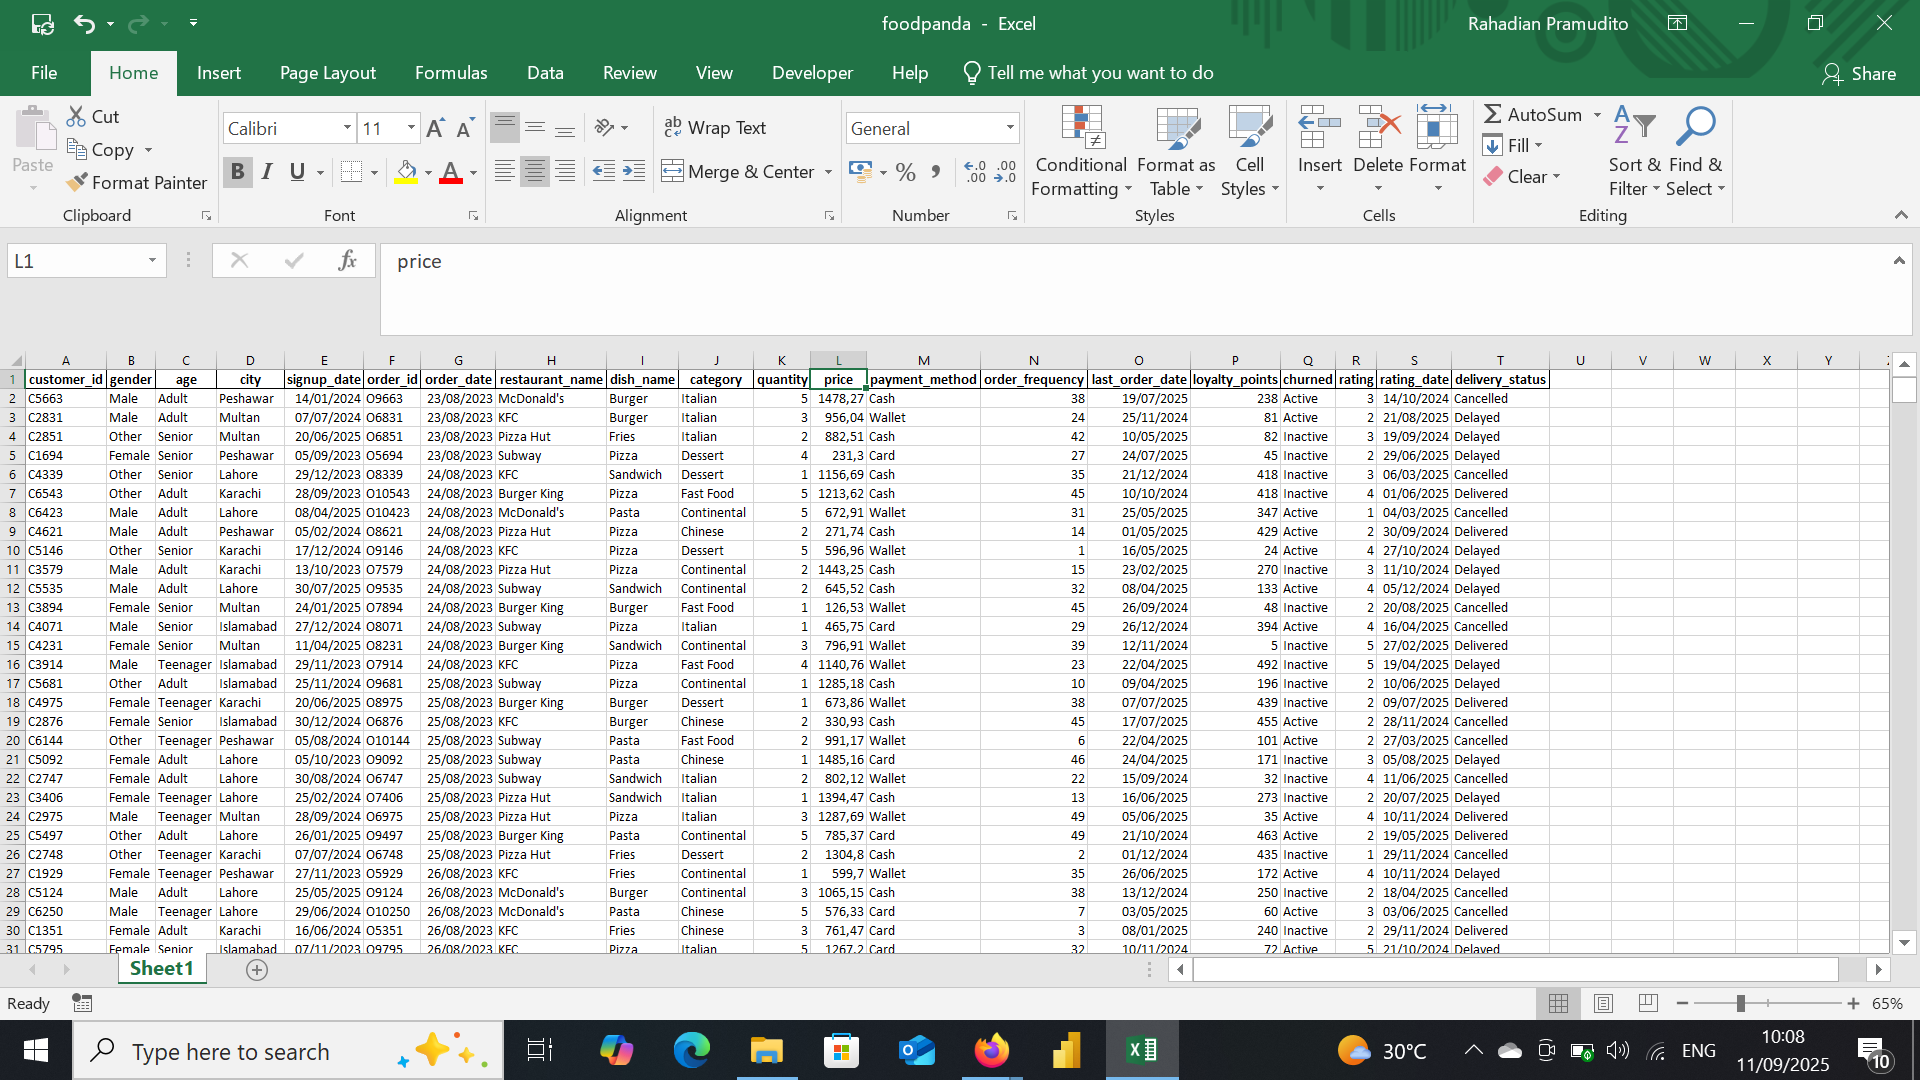 foodpanda - Excel
Rahadian Pramudito
File Home Insert Page Layout Formulas Data Review View Developer Help Tell me what you want to do Share
Paste Cut Copy Format Painter Clipboard
Calibri 11 B I U Font
Wrap Text Merge & Center Alignment
General % Number
Conditional Formatting Format as Table Cell Styles Styles
Insert Delete Format Cells
AutoSum Fill Clear Sort & Filter Find & Select Editing
L1 fx price
A B C D E F G H I J K L M N O P Q R S T U V W X Y
1 customer_id gender age city signup_date order_id order_date restaurant_name dish_name category quantity price payment_method order_frequency last_order_date loyalty_points churned rating rating_date delivery_status
2 C5663 Male Adult Peshawar 14/01/2024 O9663 23/08/2023 McDonald's Burger Italian 5 1478,27 Cash 38 19/07/2025 238 Active 3 14/10/2024 Cancelled
3 C2831 Male Adult Multan 07/07/2024 O6831 23/08/2023 KFC Burger Italian 3 956,04 Wallet 24 25/11/2024 81 Active 2 21/08/2025 Delayed
4 C2851 Other Senior Multan 20/06/2025 O6851 23/08/2023 Pizza Hut Fries Italian 2 882,51 Cash 42 10/05/2025 82 Inactive 3 19/09/2024 Delayed
5 C1694 Female Senior Peshawar 05/09/2023 O5694 23/08/2023 Subway Pizza Dessert 4 231,3 Card 27 24/07/2025 45 Inactive 2 29/06/2025 Delayed
6 C4339 Other Senior Lahore 29/12/2023 O8339 24/08/2023 KFC Sandwich Dessert 1 1156,69 Cash 35 21/12/2024 418 Inactive 3 06/03/2025 Cancelled
7 C6543 Other Adult Karachi 28/09/2023 O10543 24/08/2023 Burger King Pizza Fast Food 5 1213,62 Cash 45 10/10/2024 418 Inactive 4 01/06/2025 Delivered
8 C6423 Male Adult Lahore 08/04/2025 O10423 24/08/2023 McDonald's Pasta Continental 5 672,91 Wallet 31 25/05/2025 347 Active 1 04/03/2025 Cancelled
9 C4621 Male Adult Peshawar 05/02/2024 O8621 24/08/2023 Pizza Hut Pizza Chinese 2 271,74 Cash 14 01/05/2025 429 Active 2 30/09/2024 Delivered
10 C5146 Other Senior Karachi 17/12/2024 O9146 24/08/2023 KFC Pizza Dessert 5 596,96 Wallet 1 16/05/2025 24 Active 4 27/10/2024 Delayed
11 C3579 Male Adult Karachi 13/10/2023 O7579 24/08/2023 Pizza Hut Pizza Continental 2 1443,25 Cash 15 23/02/2025 270 Inactive 3 11/10/2024 Delayed
12 C5535 Male Adult Lahore 30/07/2025 O9535 24/08/2023 Subway Sandwich Continental 2 645,52 Cash 32 08/04/2025 133 Active 4 05/12/2024 Delayed
13 C3894 Female Senior Multan 24/01/2025 O7894 24/08/2023 Burger King Burger Fast Food 1 126,53 Wallet 45 26/09/2024 48 Inactive 2 20/08/2025 Cancelled
14 C4071 Male Senior Islamabad 27/12/2024 O8071 24/08/2023 Subway Pizza Italian 1 465,75 Card 29 26/12/2024 394 Active 4 16/04/2025 Cancelled
15 C4231 Female Senior Multan 11/04/2025 O8231 24/08/2023 Burger King Sandwich Continental 3 796,91 Wallet 39 12/11/2024 5 Inactive 5 27/02/2025 Delivered
16 C3914 Male Teenager Islamabad 29/11/2023 O7914 24/08/2023 KFC Pizza Fast Food 4 1140,76 Wallet 23 22/04/2025 492 Inactive 5 19/04/2025 Delayed
17 C5681 Other Adult Islamabad 25/11/2024 O9681 25/08/2023 Subway Pizza Continental 1 1285,18 Cash 10 09/04/2025 196 Inactive 2 10/06/2025 Delayed
18 C4975 Female Teenager Karachi 20/06/2025 O8975 25/08/2023 Burger King Burger Dessert 1 673,86 Wallet 38 07/07/2025 439 Inactive 2 09/07/2025 Delivered
19 C2876 Female Senior Islamabad 30/12/2024 O6876 25/08/2023 KFC Burger Chinese 2 330,93 Cash 45 17/07/2025 455 Active 2 28/11/2024 Cancelled
20 C6144 Other Teenager Peshawar 05/08/2024 O10144 25/08/2023 Subway Pasta Fast Food 2 991,17 Wallet 6 22/04/2025 101 Active 2 27/03/2025 Cancelled
21 C5092 Female Adult Lahore 05/10/2023 O9092 25/08/2023 Subway Pasta Chinese 1 1485,16 Card 46 24/04/2025 171 Inactive 3 05/08/2025 Delayed
22 C2747 Female Adult Lahore 30/08/2024 O6747 25/08/2023 Subway Sandwich Italian 2 802,12 Wallet 22 15/09/2024 32 Inactive 4 11/06/2025 Cancelled
23 C3406 Female Teenager Lahore 25/02/2024 O7406 25/08/2023 Pizza Hut Sandwich Italian 1 1394,47 Cash 13 16/06/2025 273 Inactive 2 20/07/2025 Delayed
24 C2975 Male Teenager Multan 28/09/2024 O6975 25/08/2023 Pizza Hut Pizza Italian 3 1287,69 Wallet 49 05/06/2025 35 Active 4 10/11/2024 Delivered
25 C5497 Other Adult Lahore 26/01/2025 O9497 25/08/2023 Burger King Pasta Continental 5 785,37 Card 49 21/10/2024 463 Active 2 19/05/2025 Delivered
26 C2748 Other Teenager Karachi 07/07/2024 O6748 25/08/2023 Pizza Hut Fries Dessert 2 1304,8 Cash 2 01/12/2024 435 Inactive 1 29/11/2024 Cancelled
27 C1929 Female Teenager Peshawar 27/11/2023 O5929 26/08/2023 KFC Fries Continental 1 599,7 Wallet 35 26/06/2025 172 Active 4 10/11/2024 Delayed
28 C5124 Male Adult Lahore 25/05/2025 O9124 26/08/2023 McDonald's Burger Continental 3 1065,15 Cash 38 13/12/2024 250 Inactive 2 18/04/2025 Cancelled
29 C6250 Male Teenager Lahore 29/06/2024 O10250 26/08/2023 McDonald's Pasta Chinese 5 576,33 Card 7 03/05/2025 60 Active 3 03/06/2025 Cancelled
30 C1351 Female Adult Karachi 16/06/2024 O5351 26/08/2023 KFC Fries Chinese 3 761,47 Card 3 08/01/2025 240 Inactive 2 29/11/2024 Delivered
31 C5795 Female Senior Islamabad 07/11/2023 O9795 26/08/2023 KFC Pizza Italian 5 1267,2 Card 32 10/11/2024 72 Active 5 21/10/2024 Delayed
Sheet1
Ready 65%
Type here to search 30°C ENG 10:08 11/09/2025 10